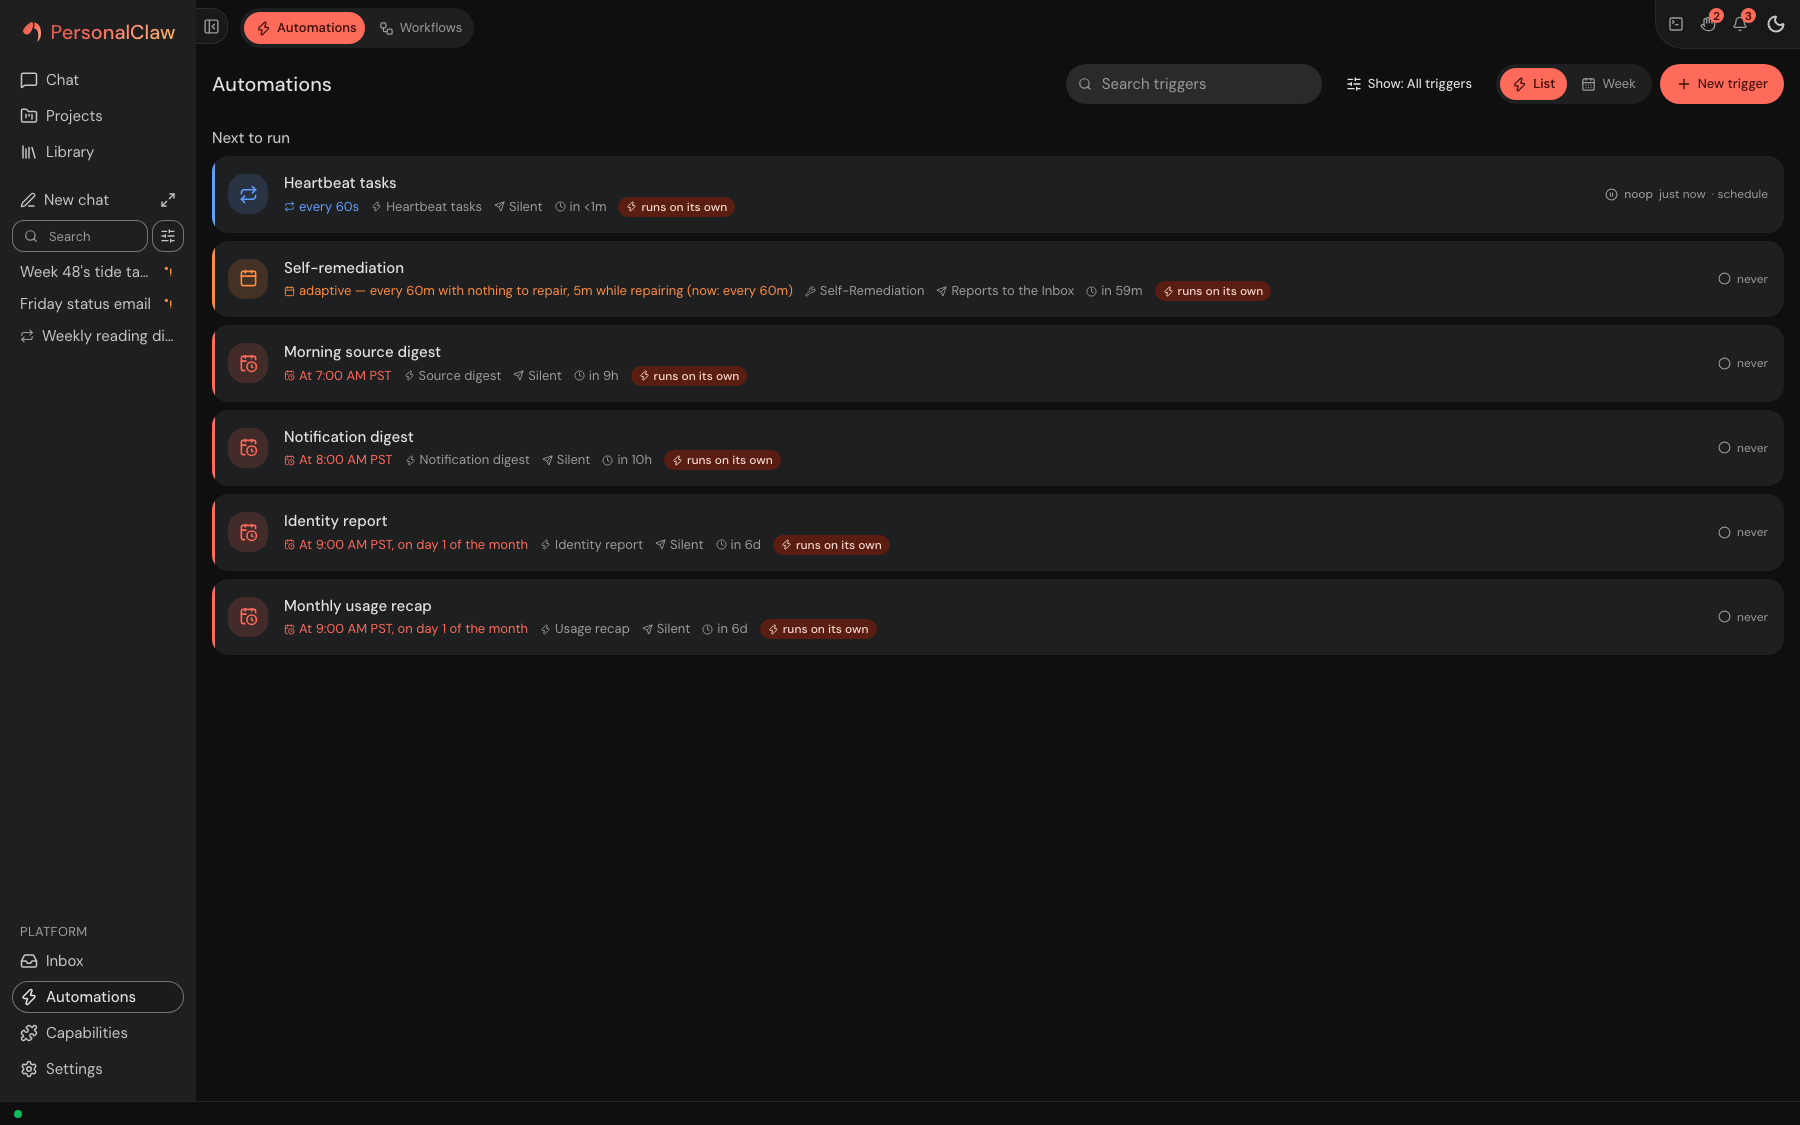 PersonalClaw
Chat
Projects
Library
New chat
Search
Week 48's tide ta...
Friday status email
Weekly reading di...
PLATFORM
Inbox
Automations
Capabilities
Settings
Automations
Workflows
2
3
Automations
Search triggers
Show: All triggers
List
Week
New trigger
Next to run
Heartbeat tasks
every 60s Heartbeat tasks Silent in <1m runs on its own
noop just now · schedule
Self-remediation
adaptive — every 60m with nothing to repair, 5m while repairing (now: every 60m) Self-Remediation Reports to the Inbox in 59m runs on its own
never
Morning source digest
At 7:00 AM PST Source digest Silent in 9h runs on its own
never
Notification digest
At 8:00 AM PST Notification digest Silent in 10h runs on its own
never
Identity report
At 9:00 AM PST, on day 1 of the month Identity report Silent in 6d runs on its own
never
Monthly usage recap
At 9:00 AM PST, on day 1 of the month Usage recap Silent in 6d runs on its own
never